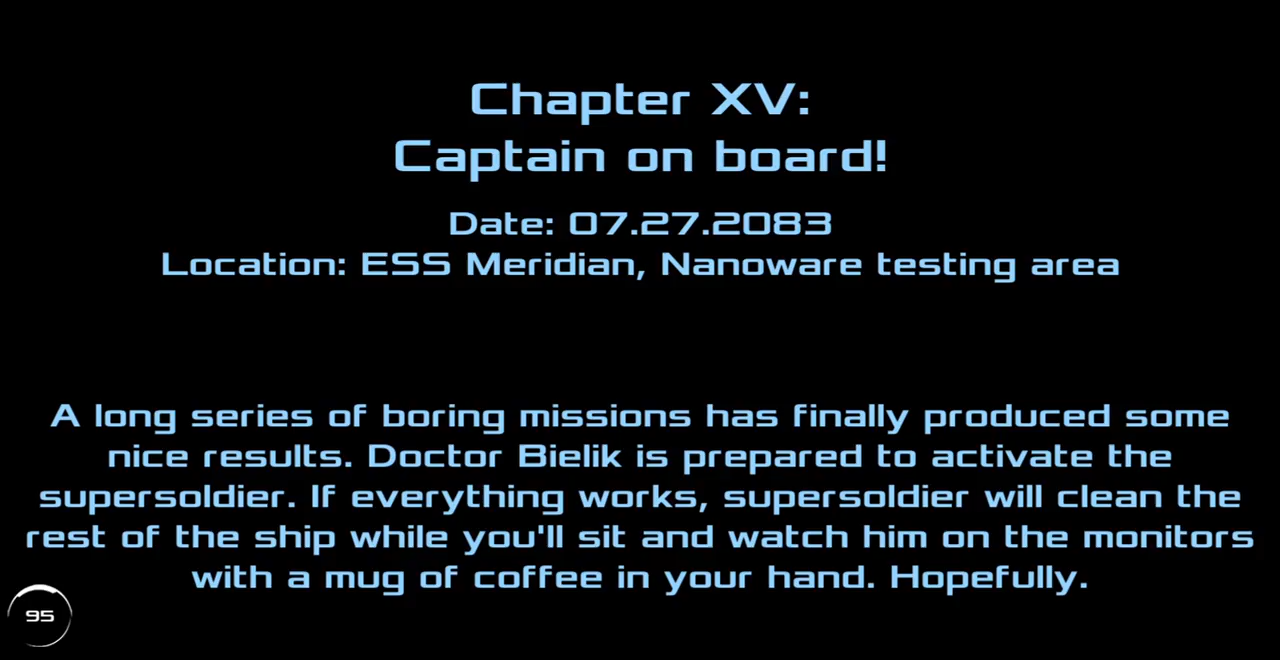 Chapter XV:
Captain on board!
Date: 07.27.2083
Location: ESS Meridian, Nanoware testing area
A long series of boring missions has finally produced some
nice results. Doctor Bielik is prepared to activate the
supersoldier. If everything works, supersoldier will clean the
rest of the ship while you'll sit and watch him on the monitors
with a mug of coffee in your hand. Hopefully.
95